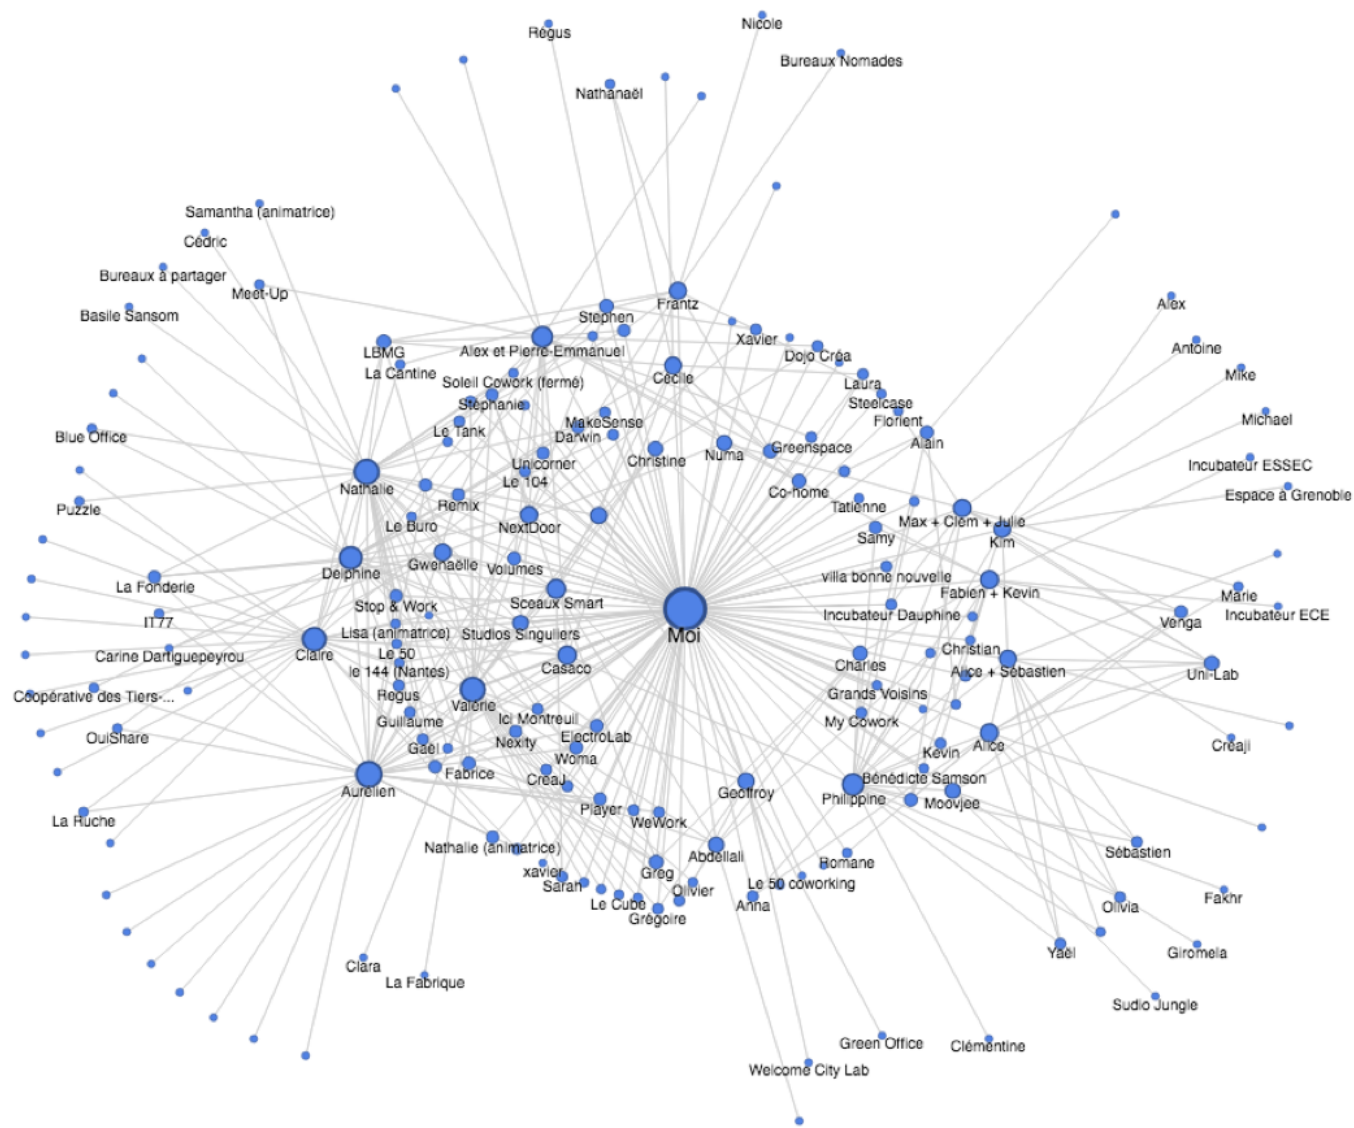 Nicole
Régus
Bureaux Nomades
Nathanaël
Samantha (animatrice)
Cédric
Bureaux à partager
Meet-Up
Basile Sansom
Frantz
Alex
Stephen
Xavier
Antoine
LBMG
Alex et Pierre-Emmanuel
Dojo Créa
La Cantine
Cécile
Mike
Soleil Cowork (fermé)
Laura
Stéphanie
Steelcase
Florient
Michael
MakeSense
Le Tank
Darwin
Blue Office
Alain
Greenspace
Numa
Christine
Unicorner
Incubateur ESSEC
Nathalie
Le 104
Co-home
Espace à Grenoble
Remix
Tatienne
Puzzle
Le Buro
NextDoor
Max + Clem + Julie
Samy
Kim
Gwenaëlle
Volumes
Delphine
villa bonne nouvelle
La Fonderie
Fabien + Kevin
Marie
Sceaux Smart
Stop & Work
Incubateur Dauphine
Incubateur ECE
IT77
Venga
Lisa (animatrice)
Studios Singuliers
Moi
Christian
Carine Dartiguepeyrou
Claire
Le 50
Casaco
Charles
le 144 (Nantes)
Alice + Sébastien
Uni-Lab
Coopérative des Tiers-...
Regus
Grands Voisins
Valérie
Guillaume
Ici Montreuil
My Cowork
OuiShare
Nexity
ElectroLab
Gaël
Kevin
Alice
Créaji
Woma
Fabrice
CreaJ
Bénédicte Samson
Aurélien
Geoffroy
Philippine
Moovjee
Player
La Ruche
WeWork
Nathalie (animatrice)
Abdellali
Romane
Sébastien
xavier
Greg
Sarah
Olivier
Le 50 coworking
Le Cube
Anna
Fakhr
Grégoire
Olivia
Yaël
Giromela
Clara
La Fabrique
Sudio Jungle
Green Office
Clémentine
Welcome City Lab